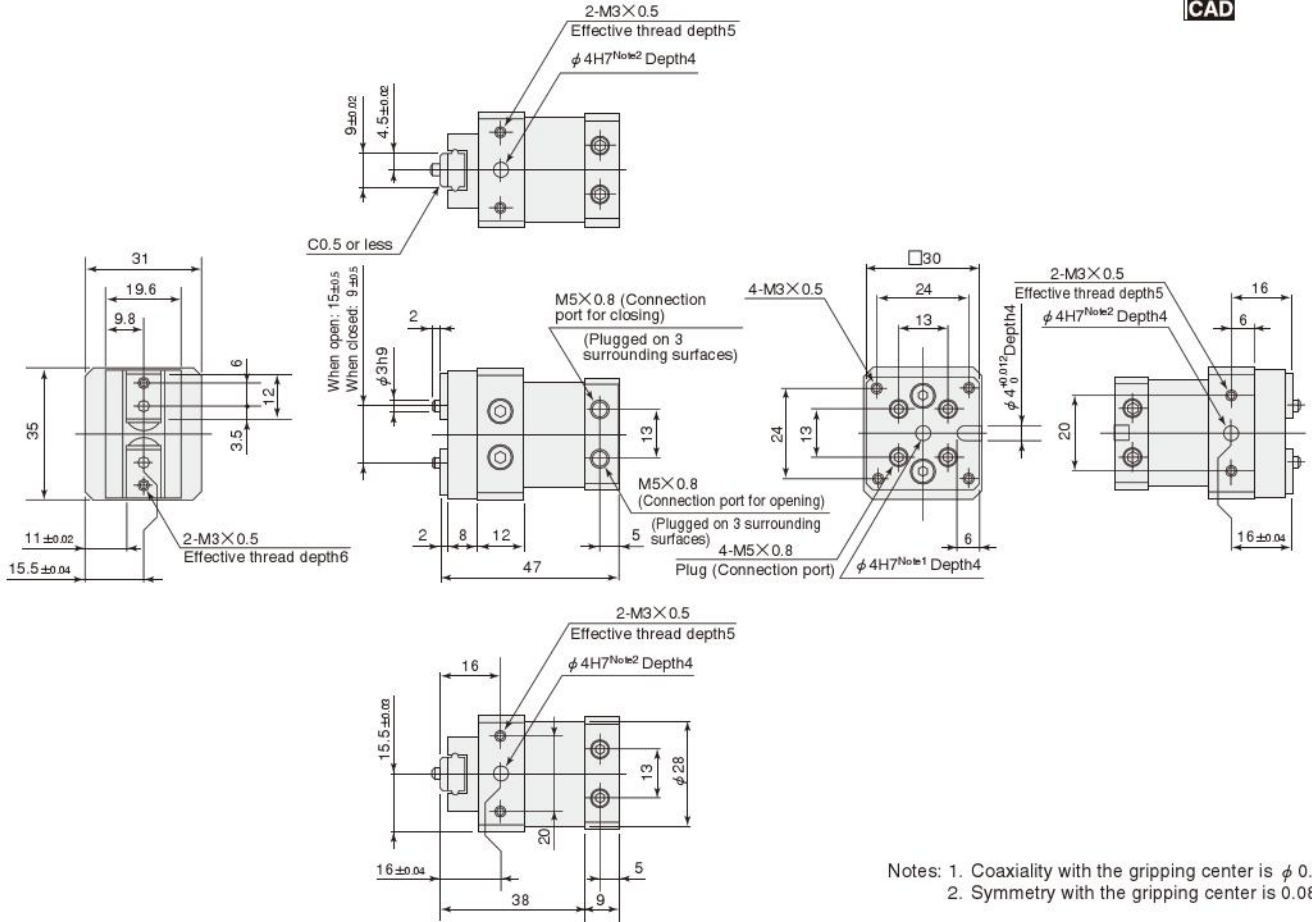 CAD
2-M3×0.5
Effective thread depth5
φ4H7Note2 Depth4
9±0.02
4.5±0.02
C0.5 or less
31
19.6
9.8
6
12
3.5
35
11±0.02
15.5±0.04
2-M3×0.5
Effective thread depth6
When open: 15±0.5
When closed: 9±0.5
2
φ3h9
M5×0.8 (Connection
port for closing)
(Plugged on 3
surrounding surfaces)
13
M5×0.8
(Connection port for opening)
(Plugged on 3 surrounding
surfaces)
2
8
12
5
47
□30
4-M3×0.5
24
13
24
13
φ4 +0.012 0 Depth4
6
4-M5×0.8
Plug (Connection port)
φ4H7Note1 Depth4
2-M3×0.5
Effective thread depth5
φ4H7Note2 Depth4
16
6
20
16±0.04
2-M3×0.5
Effective thread depth5
φ4H7Note2 Depth4
16
15.5±0.03
20
13
φ28
16±0.04
5
38
9
Notes: 1. Coaxiality with the gripping center is φ0.
2. Symmetry with the gripping center is 0.08